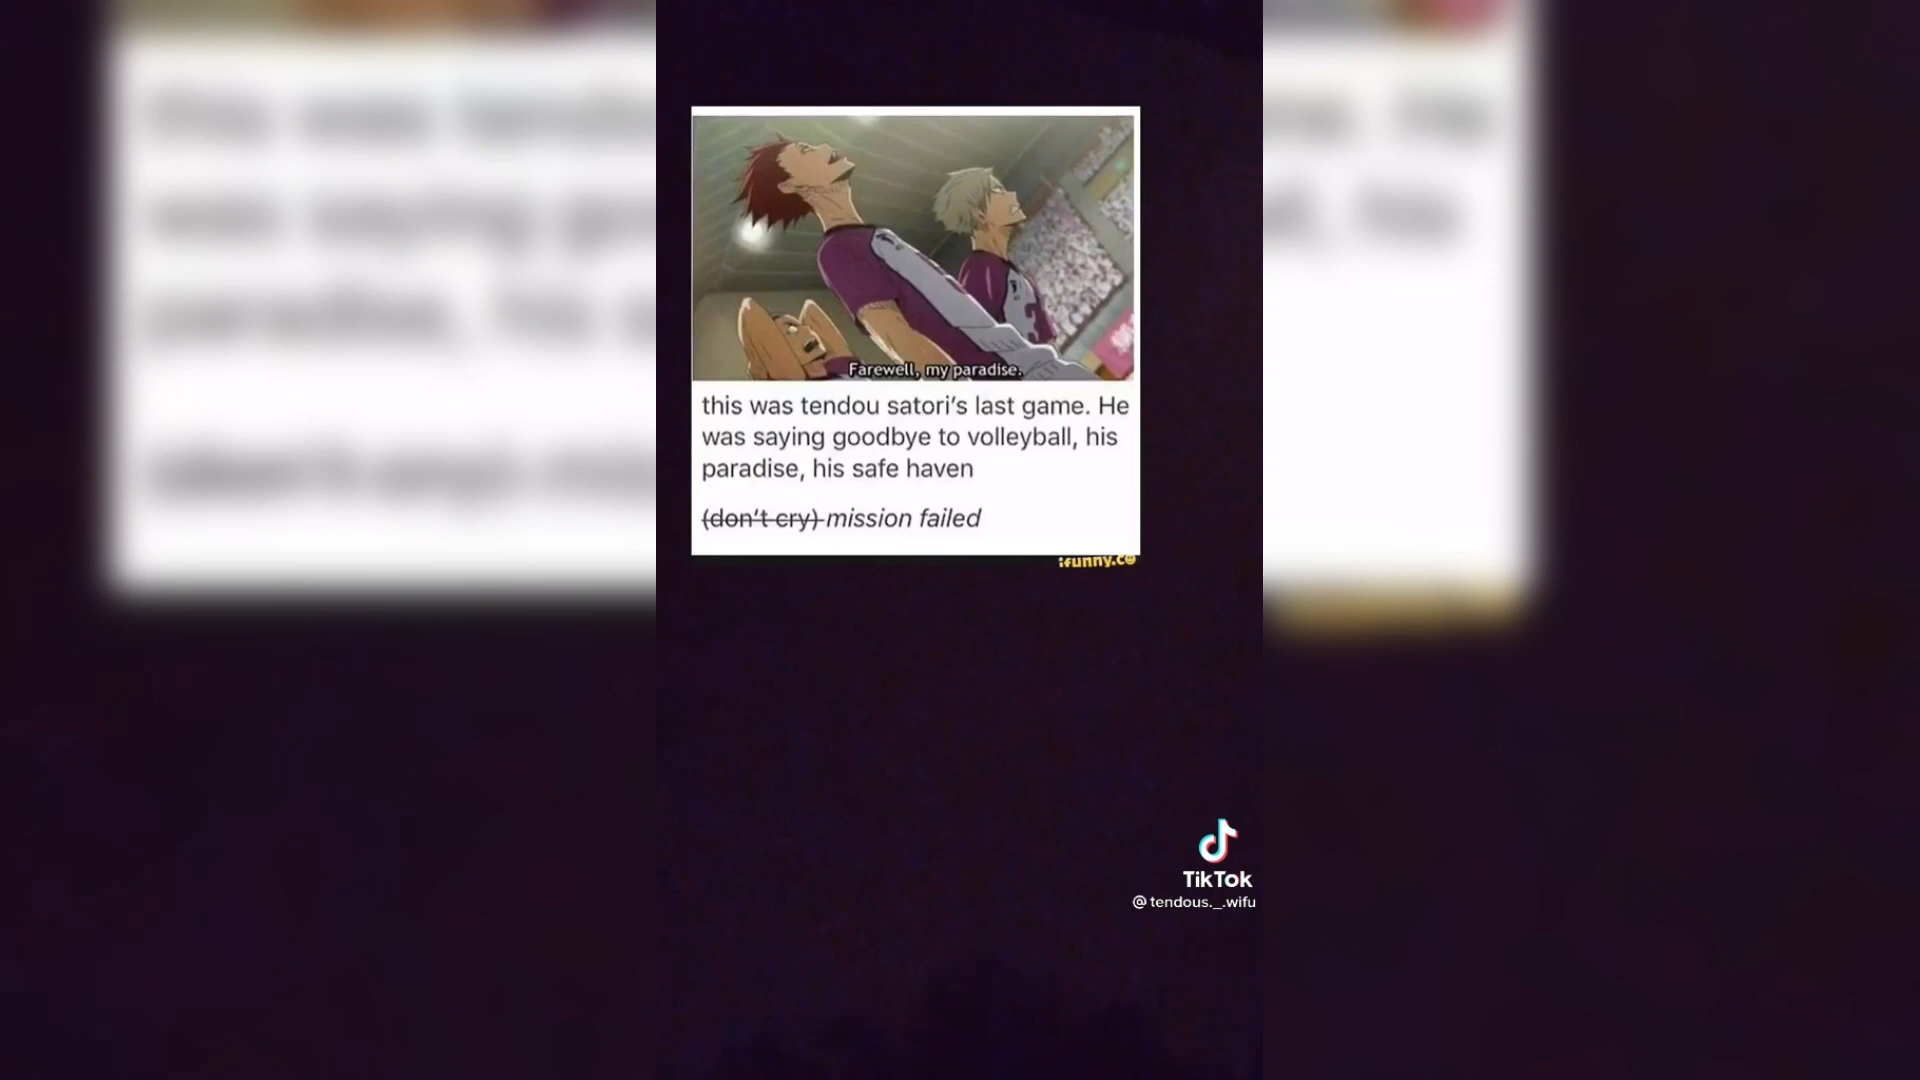 Farewell, my paradise.
this was tendou satori's last game. He
was saying goodbye to volleyball, his
paradise, his safe haven
(don't cry) mission failed
ifunny.co
TikTok
@tendous._.wifu